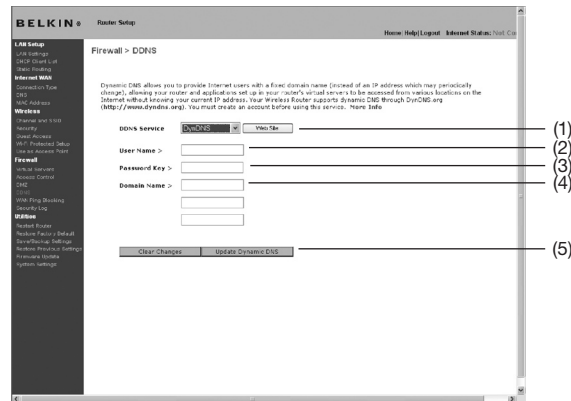 BELKIN®
Router Setup
Home|Help|Logout Internet Status:
LAN Setup
LAN Settings
DHCP Client List
Static Routing
Internet WAN
Connection Type
DNS
MAC Address
Wireless
Channel and SSID
Security
Guest Access
Wi-Fi Protected Setup
Use as Access Point
Firewall
Virtual Servers
Access Control
DMZ
DDNS
WAN Ping Blocking
Security Log
Utilities
Restart Router
Restore Factory Default
Save/Backup Settings
Restore Previous Settings
Firmware Update
System Settings
Firewall > DDNS
Dynamic DNS allows you to provide Internet users with a fixed domain name (instead of an IP address which may periodically
change), allowing your router and applications set up in your router's virtual servers to be accessed from various locations on the
Internet without knowing your current IP address. Your Wireless Router supports dynamic DNS through DynDNS.org
(http://www.dyndns.org). You must create an account before using this service. More Info
DDNS Service DynDNS Web Site (1)
User Name > (2)
Password Key > (3)
Domain Name > (4)
Clear Changes Update Dynamic DNS (5)